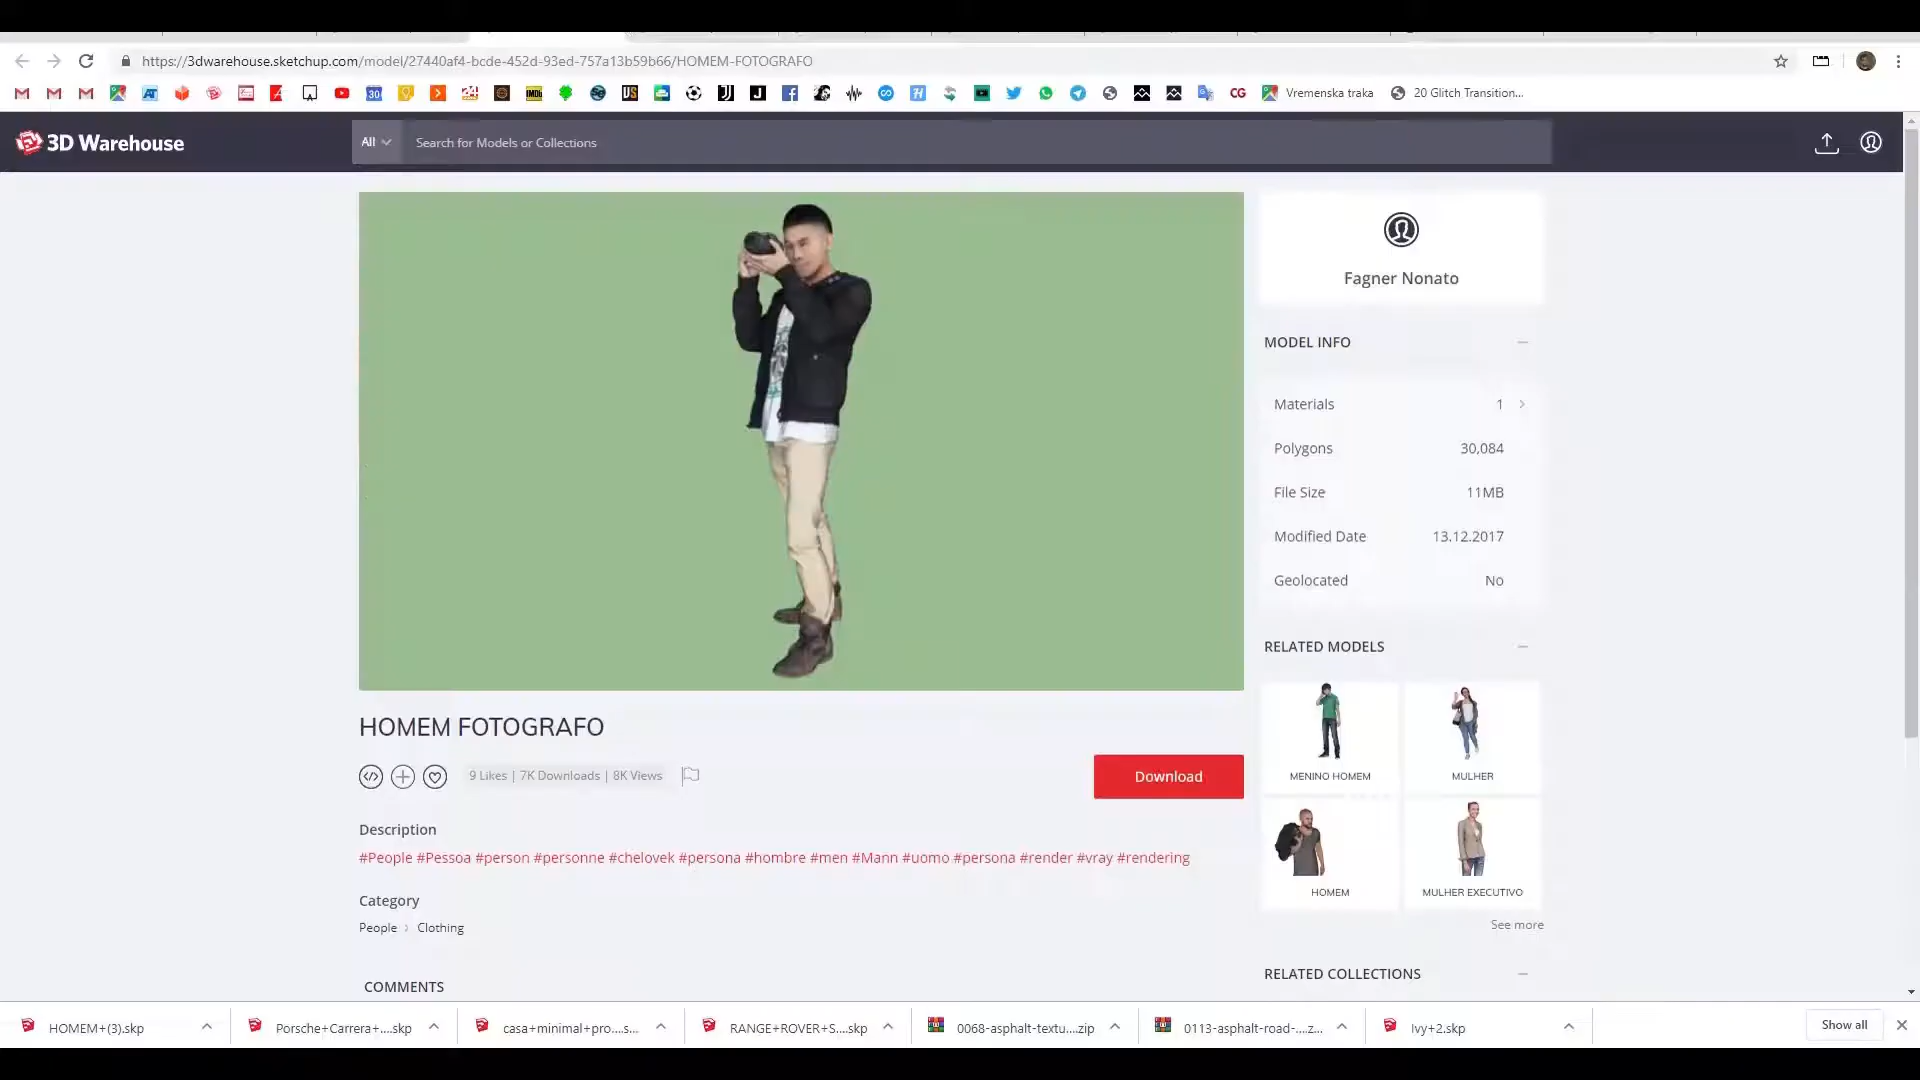 https://3dwarehouse.sketchup.com/model/27440af4-bcde-452d-93ed-757a13b59b66/HOMEM-FOTOGRAFO
Vremenska traka
20 Glitch Transition...
3D Warehouse
All
Search for Models or Collections
Fagner Nonato
MODEL INFO
Materials 1
Polygons 30,084
File Size 11MB
Modified Date 13.12.2017
Geolocated No
RELATED MODELS
MENINO HOMEM
MULHER
HOMEM
MULHER EXECUTIVO
See more
RELATED COLLECTIONS
HOMEM FOTOGRAFO
9 Likes | 7K Downloads | 8K Views
Download
Description
#People #Pessoa #person #personne #chelovek #persona #hombre #men #Mann #uomo #persona #render #vray #rendering
Category
People › Clothing
COMMENTS
HOMEM+(3).skp
Porsche+Carrera+....skp
casa+minimal+pro....s...
RANGE+ROVER+S....skp
0068-asphalt-textu....zip
0113-asphalt-road-....z...
Ivy+2.skp
Show all